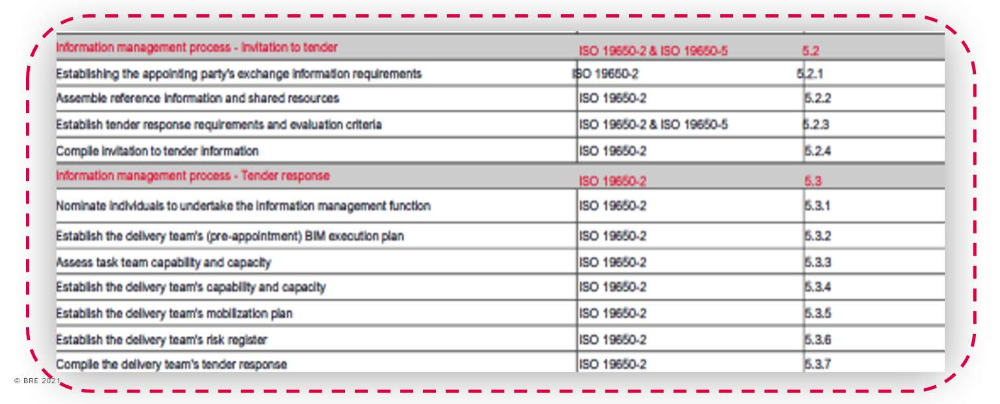 Information management process - Invitation to tender ISO 19650-2 & ISO 19650-5 5.2
Establishing the appointing party's exchange information requirements ISO 19650-2 5.2.1
Assemble reference information and shared resources ISO 19650-2 5.2.2
Establish tender response requirements and evaluation criteria ISO 19650-2 & ISO 19650-5 5.2.3
Compile invitation to tender information ISO 19650-2 5.2.4
Information management process - Tender response ISO 19650-2 5.3
Nominate individuals to undertake the information management function ISO 19650-2 5.3.1
Establish the delivery team's (pre-appointment) BIM execution plan ISO 19650-2 5.3.2
Assess task team capability and capacity ISO 19650-2 5.3.3
Establish the delivery team's capability and capacity ISO 19650-2 5.3.4
Establish the delivery team's mobilization plan ISO 19650-2 5.3.5
Establish the delivery team's risk register ISO 19650-2 5.3.6
Compile the delivery team's tender response ISO 19650-2 5.3.7
© BRE 2021